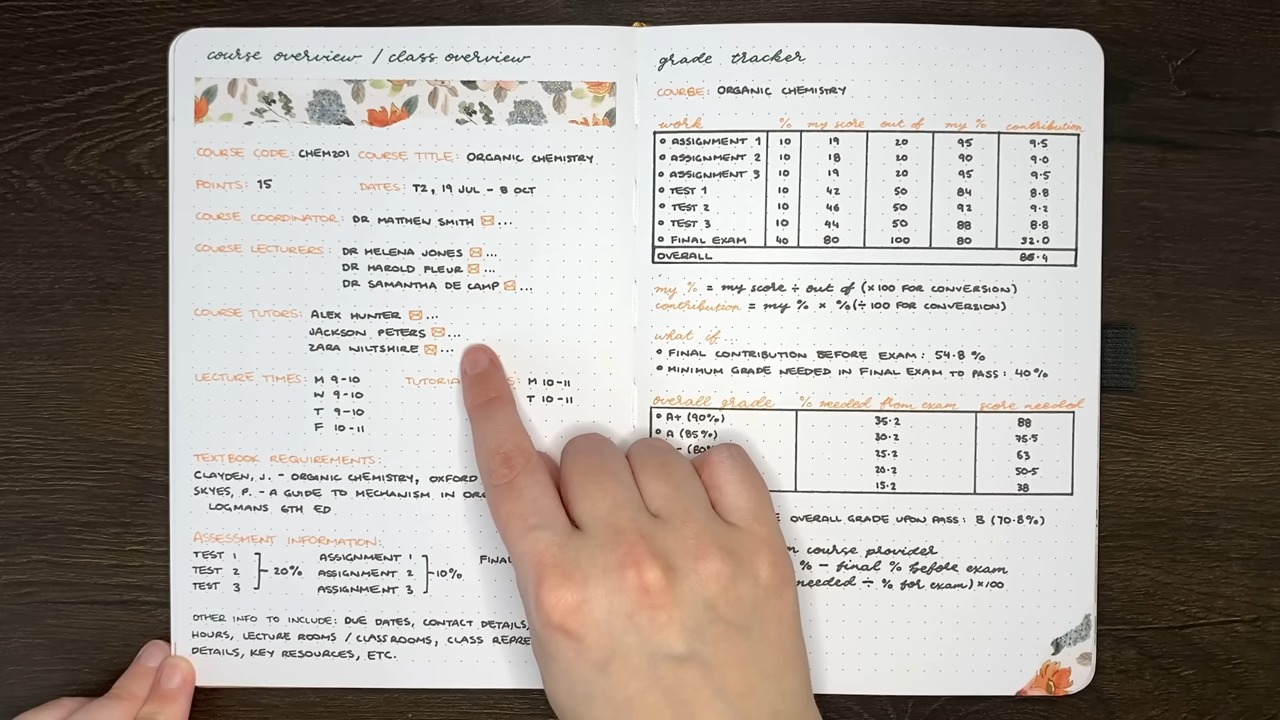 course overview / class overview
COURSE CODE: CHEM201 COURSE TITLE: ORGANIC CHEMISTRY
POINTS: 15 DATES: T2, 19 JUL - 8 OCT
COURSE COORDINATOR: DR MATTHEW SMITH ...
COURSE LECTURERS: DR HELENA JONES ...
DR HAROLD FLEUR ...
DR SAMANTHA DE CAMP ...
COURSE TUTORS: ALEX HUNTER ...
JACKSON PETERS ...
ZARA WILTSHIRE ...
LECTURE TIMES: M 9-10 M 10-11
W 9-10 T 10-11
T 9-10
F 10-11
TEXTBOOK REQUIREMENTS:
CLAYDEN, J. - ORGANIC CHEMISTRY, OXFORD
SKYES, P. - A GUIDE TO MECHANISM IN
LOGMANS 6TH ED
ASSESSMENT INFORMATION:
TEST 1 ASSIGNMENT 1
TEST 2 20% ASSIGNMENT 2 10%
TEST 3 ASSIGNMENT 3
OTHER INFO TO INCLUDE: DUE DATES, CONTACT DETAILS,
HOURS, LECTURE ROOMS / CLASSROOMS, CLASS
DETAILS, KEY RESOURCES, ETC.
grade tracker
COURSE: ORGANIC CHEMISTRY
work % my score out of my % contribution
ASSIGNMENT 1 10 19 20 95 9.5
ASSIGNMENT 2 10 18 20 90 9.0
ASSIGNMENT 3 10 19 20 95 9.5
TEST 1 10 42 50 84 8.8
TEST 2 10 46 50 92 9.2
TEST 3 10 44 50 88 8.8
FINAL EXAM 40 80 100 80 32.0
OVERALL 86.4
my % = my score ÷ out of (×100 FOR CONVERSION)
contribution = my % × % (÷ 100 FOR CONVERSION)
what if...
FINAL CONTRIBUTION BEFORE EXAM: 54.8 %
MINIMUM GRADE NEEDED IN FINAL EXAM TO PASS: 40%
overall grade % needed from exam score needed
A+ (90%) 35.2 88
A (85%) 30.2 75.5
25.2 63
20.2 50.5
15.2 38
OVERALL GRADE UPON PASS: B (70.8%)
course provider
% - final % before exam
needed ÷ % for exam) ×100